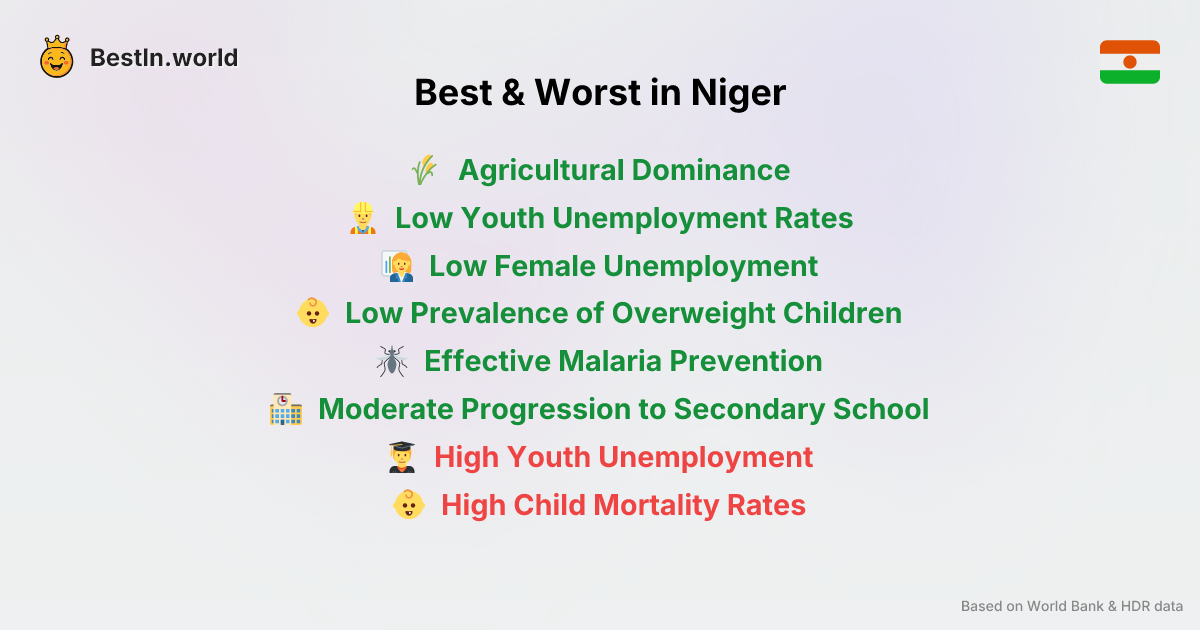 BestIn.world
Best & Worst in Niger
Agricultural Dominance
Low Youth Unemployment Rates
Low Female Unemployment
Low Prevalence of Overweight Children
Effective Malaria Prevention
Moderate Progression to Secondary School
High Youth Unemployment
High Child Mortality Rates
Based on World Bank & HDR data